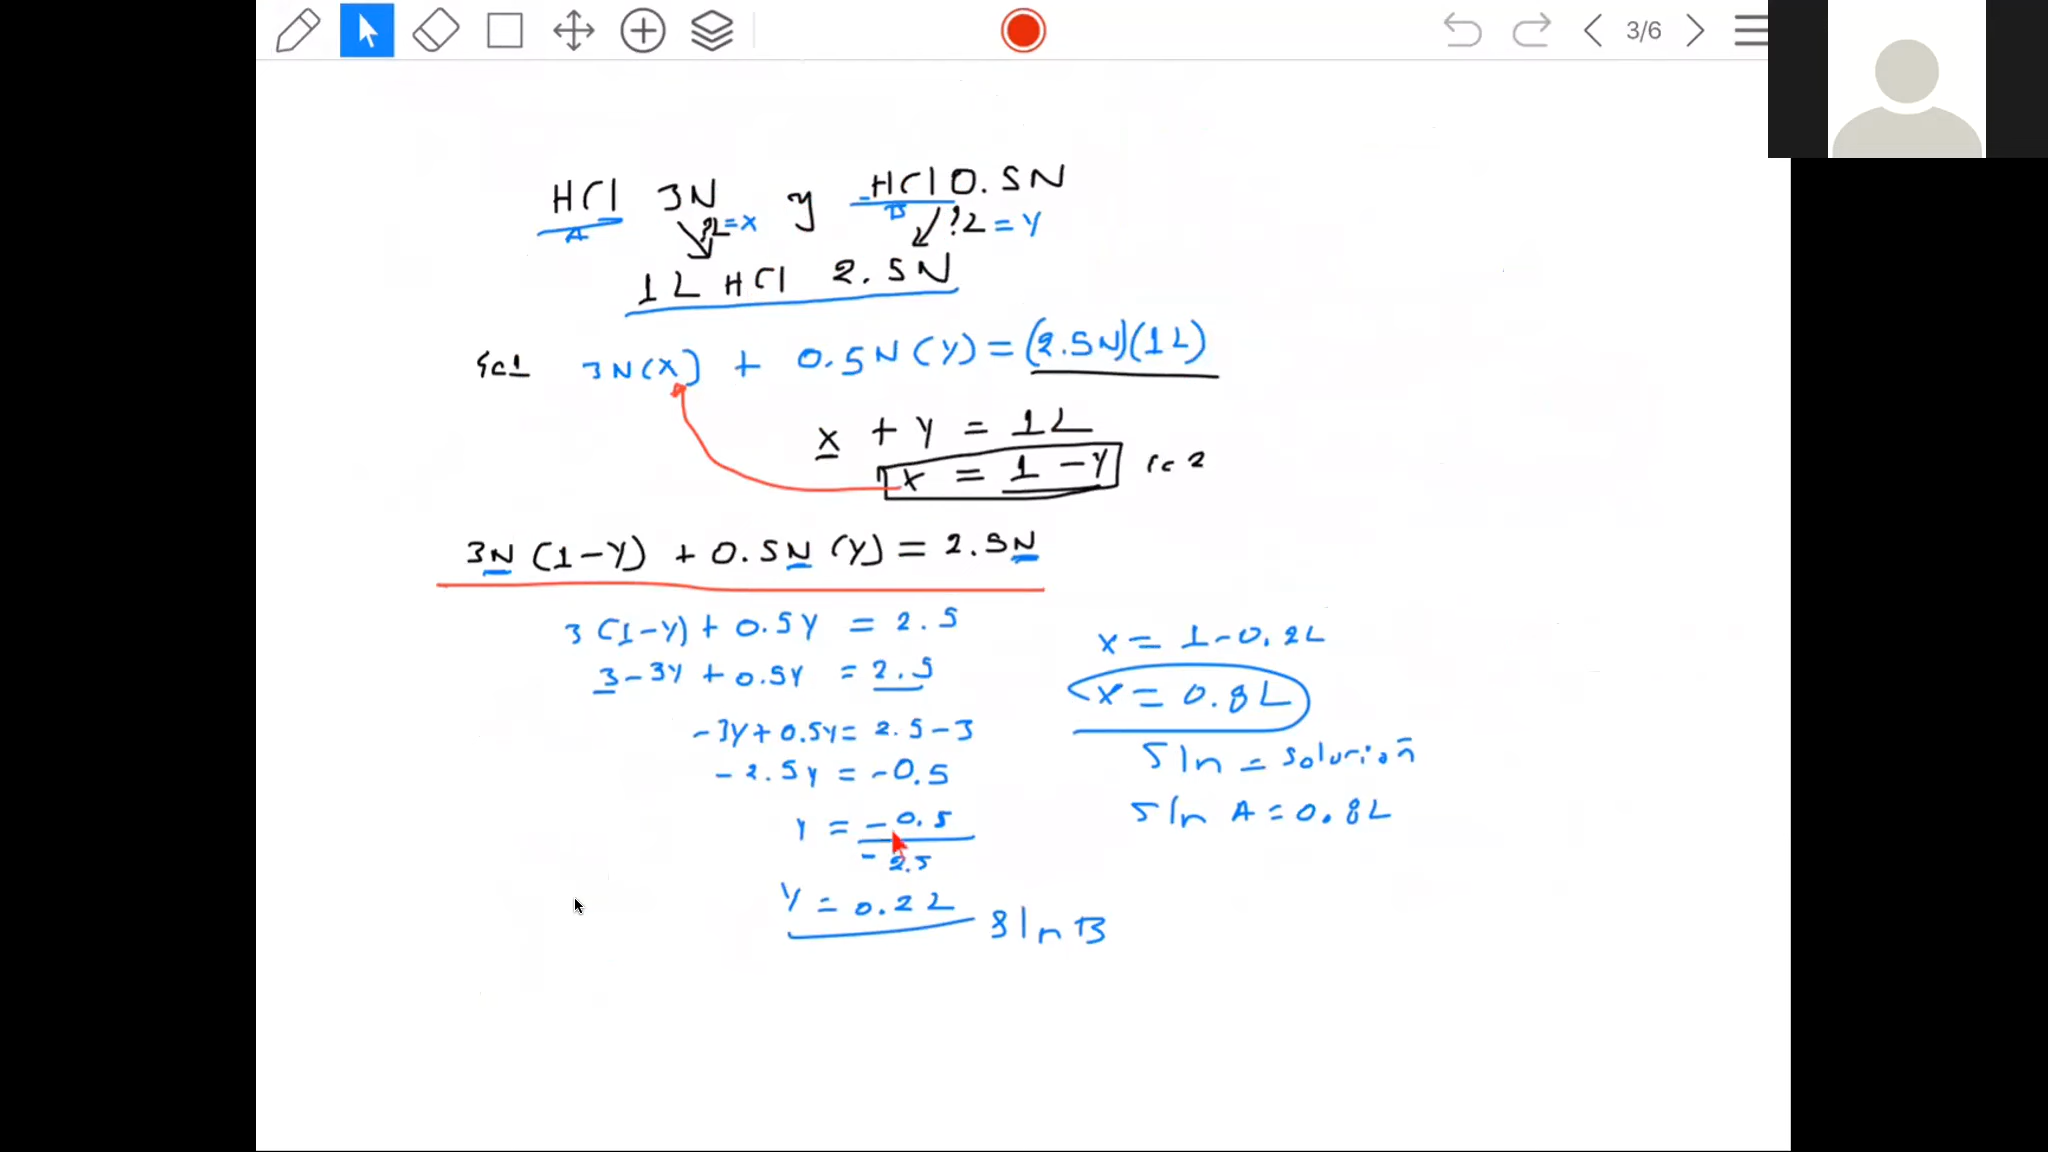 3/6
HCl 3N y HCl 0.5N
A ?L = x B ?L = Y
1L HCl 2.5N
Ec1 3N(x) + 0.5N(Y) = (2.5N)(1L)
x + Y = 1L
x = 1 - Y Ec 2
3N(1-Y) + 0.5N(Y) = 2.5N
3(1-Y) + 0.5Y = 2.5
3-3Y + 0.5Y = 2.5
-3Y + 0.5Y = 2.5-3
-2.5Y = -0.5
Y = -0.5
-2.5
Y = 0.2L Sln B
x = 1-0.2L
x = 0.8L
Sln = solución
Sln A = 0.8L